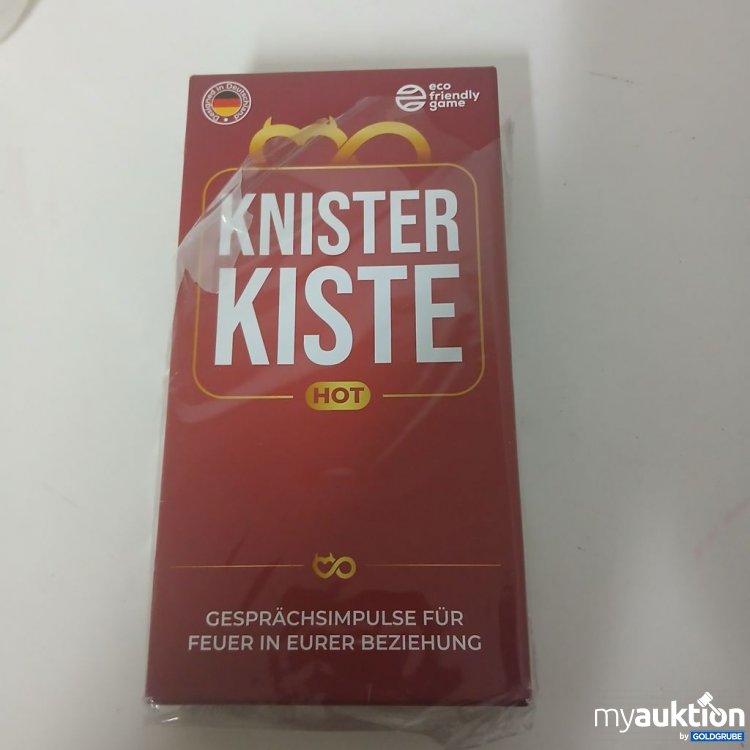 Designed in Deutschland
eco
friendly
game
KNISTER
KISTE
HOT
GESPRÄCHSIMPULSE FÜR
FEUER IN EURER BEZIEHUNG
myauktion
by GOLDGRUBE